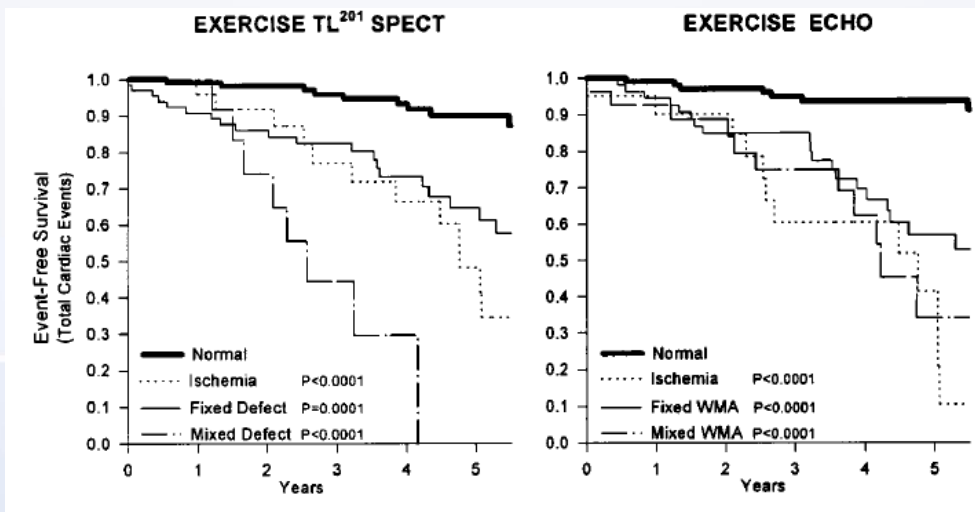 EXERCISE TL²⁰¹ SPECT
Event-Free Survival
(Total Cardiac Events)
1.0
0.9
0.8
0.7
0.6
0.5
0.4
0.3
0.2
0.1
0.0
Normal
Ischemia P<0.0001
Fixed Defect P=0.0001
Mixed Defect P<0.0001
0 1 2 3 4 5
Years
EXERCISE ECHO
1.0
0.9
0.8
0.7
0.6
0.5
0.4
0.3
0.2
0.1
0.0
Normal
Ischemia P<0.0001
Fixed WMA P<0.0001
Mixed WMA P<0.0001
0 1 2 3 4 5
Years